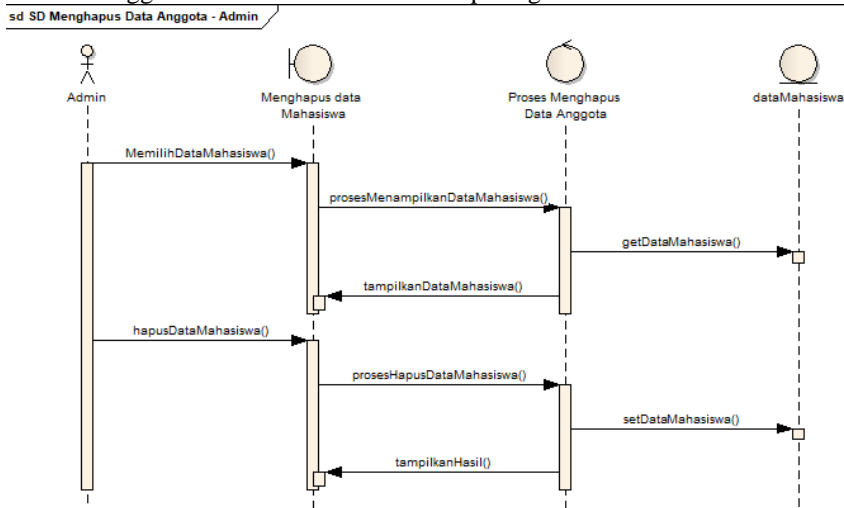 sd SD Menghapus Data Anggota - Admin
Admin
Menghapus data
Mahasiswa
Proses Menghapus
Data Anggota
dataMahasiswa
MemilihDataMahasiswa()
prosesMenampilkanDataMahasiswa()
getDataMahasiswa()
tampilkanDataMahasiswa()
hapusDataMahasiswa()
prosesHapusDataMahasiswa()
setDataMahasiswa()
tampilkanHasil()